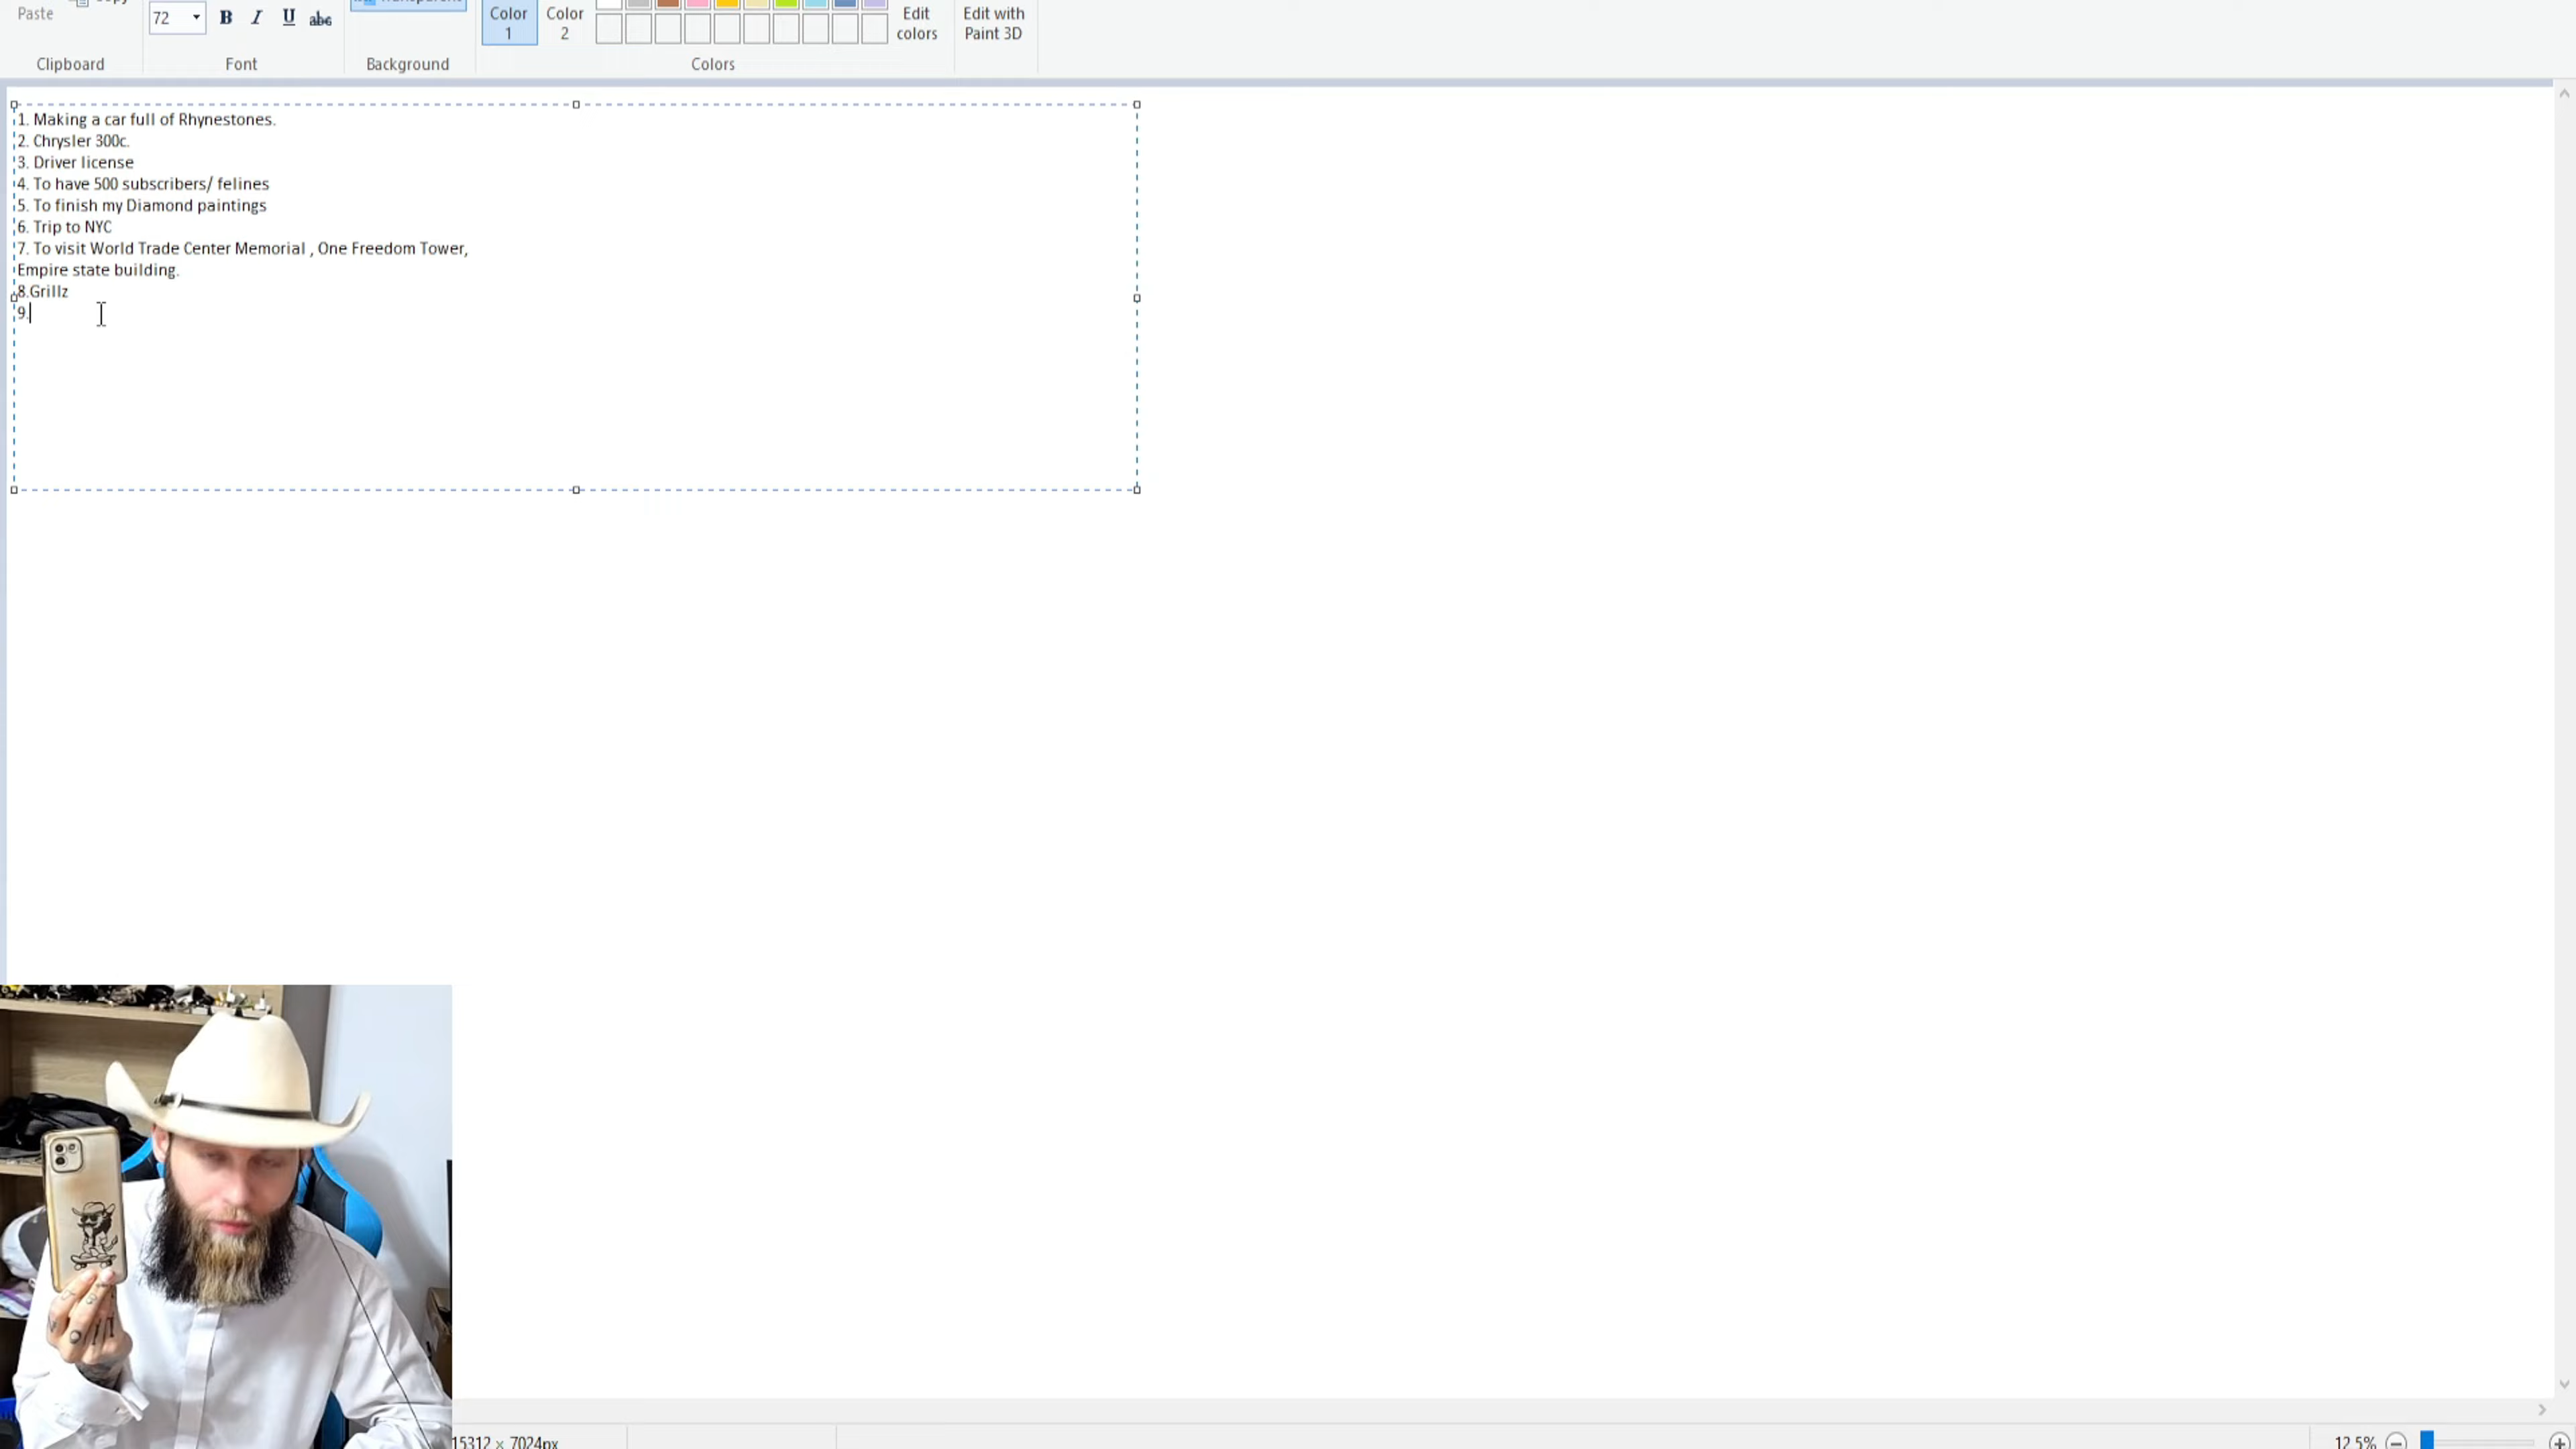 Paste
72
B I U abc
Color
1
Color
2
Edit
colors
Edit with
Paint 3D
Clipboard
Font
Background
Colors
1. Making a car full of Rhynestones.
2. Chrysler 300c.
3. Driver license
4. To have 500 subscribers/ felines
5. To finish my Diamond paintings
6. Trip to NYC
7. To visit World Trade Center Memorial , One Freedom Tower,
Empire state building.
8.Grillz
9.
15312 × 7024px
12.5%